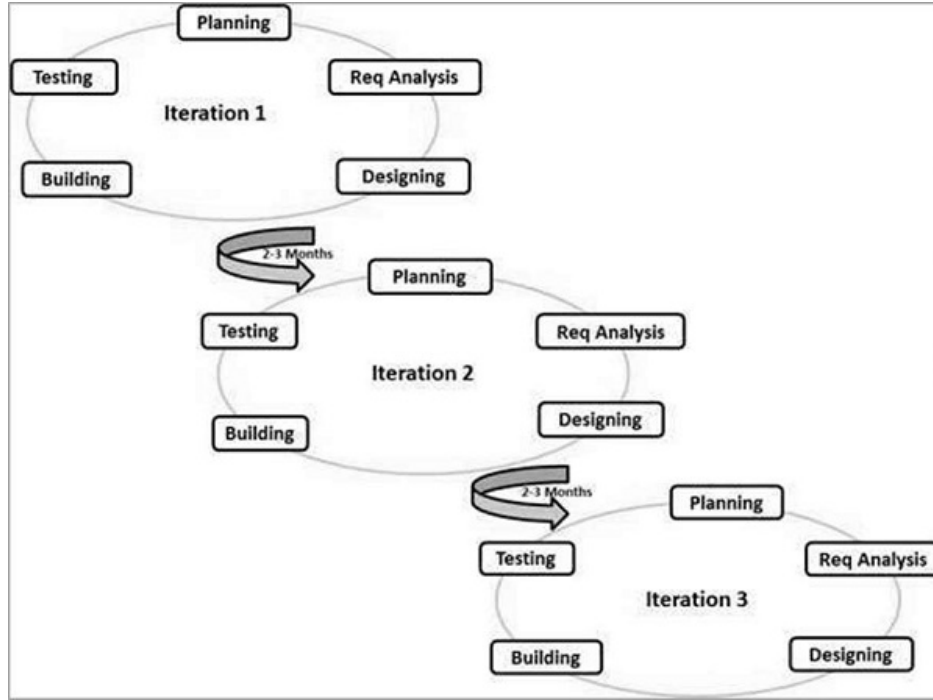 Planning
Testing
Req Analysis
Iteration 1
Building
Designing
2-3 Months
Planning
Testing
Req Analysis
Iteration 2
Building
Designing
2-3 Months
Planning
Testing
Req Analysis
Iteration 3
Building
Designing